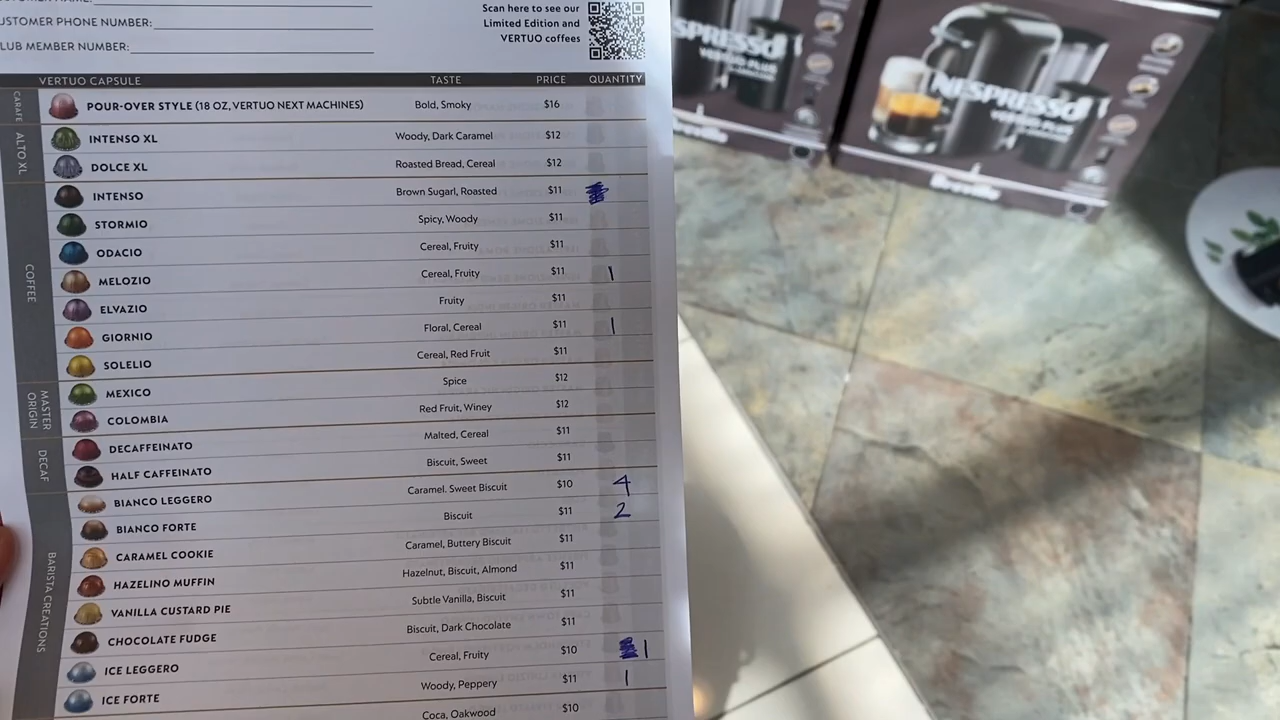 CUSTOMER PHONE NUMBER:
CLUB MEMBER NUMBER:
Scan here to see our
Limited Edition and
VERTUO coffees
VERTUO CAPSULE TASTE PRICE QUANTITY
CARAFE
POUR-OVER STYLE (18 OZ, VERTUO NEXT MACHINES) Bold, Smoky $16
ALTO XL
INTENSO XL Woody, Dark Caramel $12
DOLCE XL Roasted Bread, Cereal $12
COFFEE
INTENSO Brown Sugarl, Roasted $11
STORMIO Spicy, Woody $11
ODACIO Cereal, Fruity $11
MELOZIO Cereal, Fruity $11 1
ELVAZIO Fruity $11
GIORNIO Floral, Cereal $11 1
SOLELIO Cereal, Red Fruit $11
MASTER
ORIGIN
MEXICO Spice $12
COLOMBIA Red Fruit, Winey $12
DECAF
DECAFFEINATO Malted, Cereal $11
HALF CAFFEINATO Biscuit, Sweet $11
BARISTA CREATIONS
BIANCO LEGGERO Caramel. Sweet Biscuit $10 4
BIANCO FORTE Biscuit $11 2
CARAMEL COOKIE Caramel, Buttery Biscuit $11
HAZELINO MUFFIN Hazelnut, Biscuit, Almond $11
VANILLA CUSTARD PIE Subtle Vanilla, Biscuit $11
CHOCOLATE FUDGE Biscuit, Dark Chocolate $11
ICE LEGGERO Cereal, Fruity $10 1
ICE FORTE Woody, Peppery $11 1
Coca, Oakwood $10
NESPRESSO
VERTUO PLUS
Breville
NESPRESSO
VERTUO PLUS
Breville